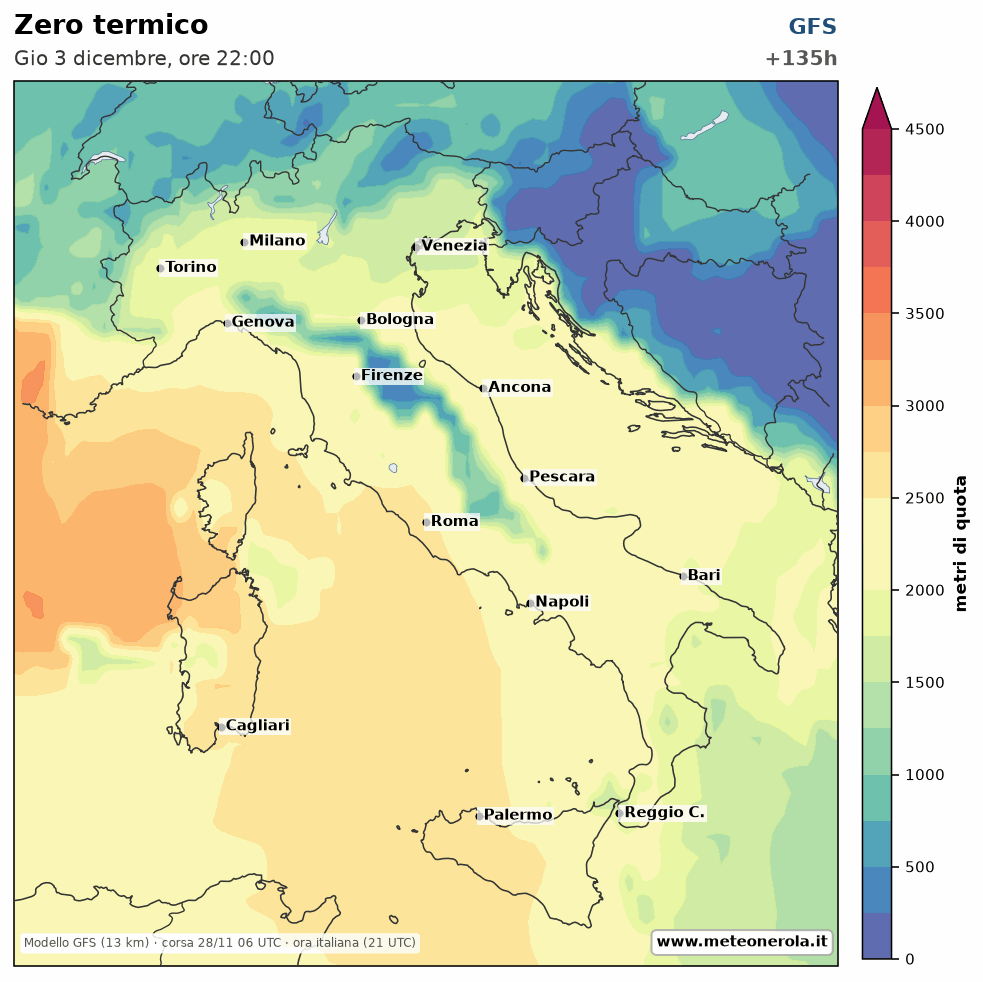 Zero termico
GFS
Gio 3 dicembre, ore 22:00
+135h
Milano
Venezia
Torino
Genova
Bologna
Firenze
Ancona
Pescara
Roma
Bari
Napoli
Cagliari
Palermo
Reggio C.
4500
4000
3500
3000
2500
2000
1500
1000
500
0
metri di quota
Modello GFS (13 km) · corsa 28/11 06 UTC · ora italiana (21 UTC)
www.meteonerola.it